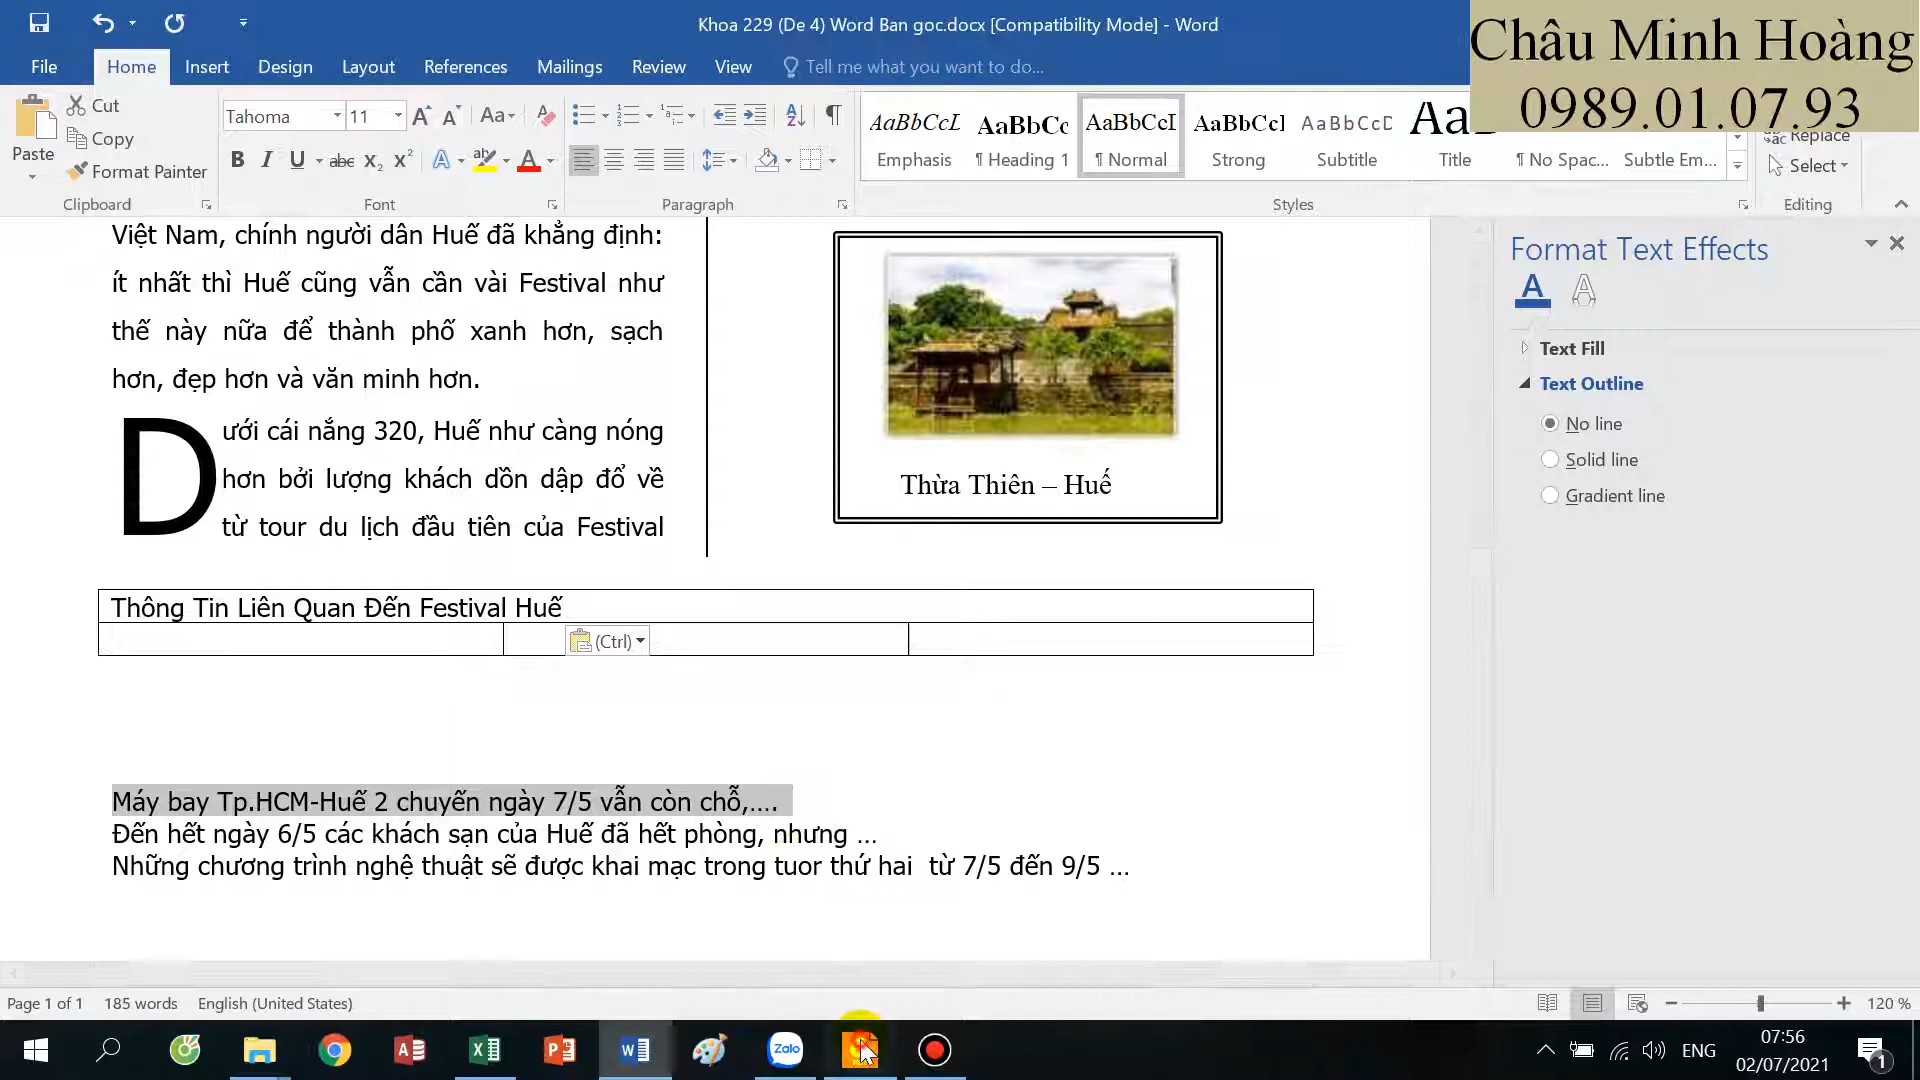 Khoa 229 (De 4) Word Ban goc.docx [Compatibility Mode] - Word
Châu Minh Hoàng
0989.01.07.93
File Home Insert Design Layout References Mailings Review View Tell me what you want to do...
Paste
Cut
Copy
Format Painter
Clipboard
Tahoma 11
Font
Paragraph
AaBbCcL Emphasis
AaBbCc ¶ Heading 1
AaBbCcI ¶ Normal
AaBbCcI Strong
AaBbCcD Subtitle
Title
¶ No Spac...
Subtle Em...
Styles
Replace
Select
Editing
Việt Nam, chính người dân Huế đã khẳng định:
ít nhất thì Huế cũng vẫn cần vài Festival như
thế này nữa để thành phố xanh hơn, sạch
hơn, đẹp hơn và văn minh hơn.
Dưới cái nắng 320, Huế như càng nóng
hơn bởi lượng khách dồn dập đổ về
từ tour du lịch đầu tiên của Festival
Thừa Thiên – Huế
Thông Tin Liên Quan Đến Festival Huế
(Ctrl)
Máy bay Tp.HCM-Huế 2 chuyến ngày 7/5 vẫn còn chỗ,….
Đến hết ngày 6/5 các khách sạn của Huế đã hết phòng, nhưng …
Những chương trình nghệ thuật sẽ được khai mạc trong tuor thứ hai  từ 7/5 đến 9/5 …
Format Text Effects
Text Fill
Text Outline
No line
Solid line
Gradient line
Page 1 of 1 185 words English (United States) 120 %
Zalo
ENG
07:56
02/07/2021
1